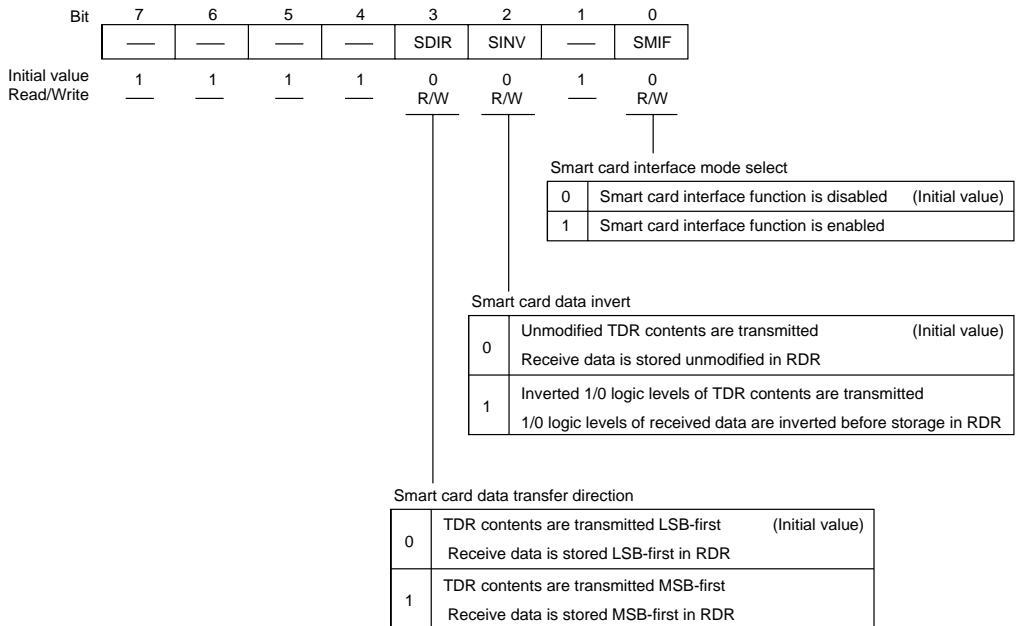 Bit 7 6 5 4 3 2 1 0
— — — — SDIR SINV — SMIF
Initial value 1 1 1 1 0 0 1 0
Read/Write — — — — R/W R/W — R/W
Smart card interface mode select
0 Smart card interface function is disabled (Initial value)
1 Smart card interface function is enabled
Smart card data invert
0 Unmodified TDR contents are transmitted (Initial value)
Receive data is stored unmodified in RDR
1 Inverted 1/0 logic levels of TDR contents are transmitted
1/0 logic levels of received data are inverted before storage in RDR
Smart card data transfer direction
0 TDR contents are transmitted LSB-first (Initial value)
Receive data is stored LSB-first in RDR
1 TDR contents are transmitted MSB-first
Receive data is stored MSB-first in RDR